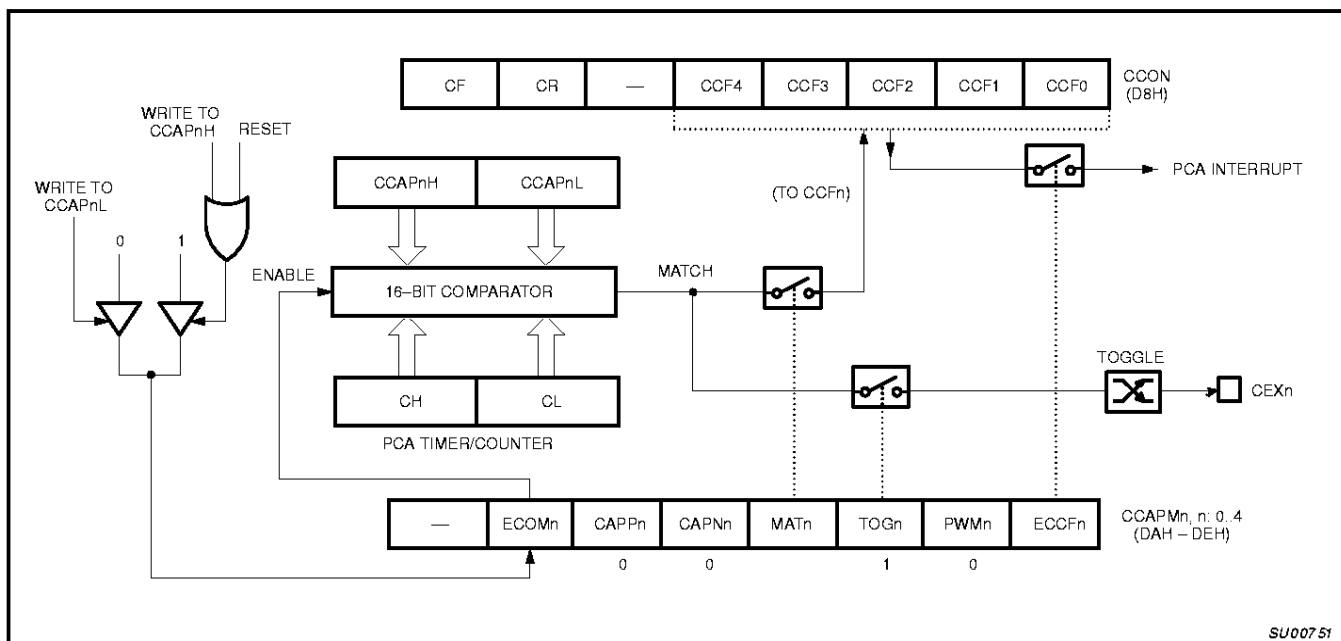 CF CR — CCF4 CCF3 CCF2 CCF1 CCF0
CCON
(D8H)
WRITE TO
CCAPnH
RESET
WRITE TO
CCAPnL
0 1
CCAPnH CCAPnL
(TO CCFn)
PCA INTERRUPT
ENABLE
16–BIT COMPARATOR
MATCH
CH CL
PCA TIMER/COUNTER
TOGGLE
CEXn
— ECOMn CAPPn CAPNn MATn TOGn PWMn ECCFn
CCAPMn, n: 0..4
(DAH – DEH)
0 0 1 0
SU00751